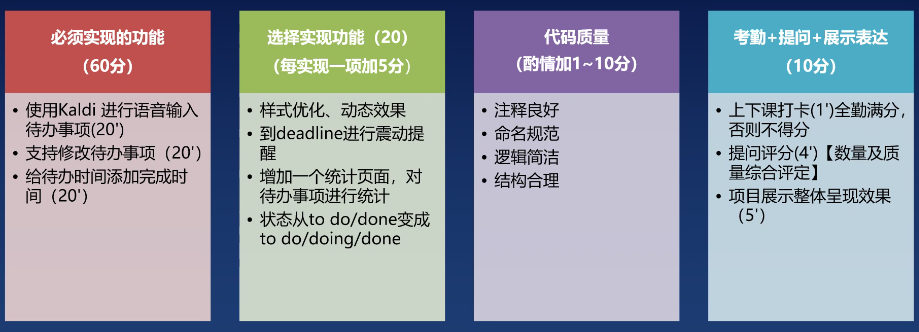 必须实现的功能
（60分）
• 使用Kaldi 进行语音输入
待办事项(20')
• 支持修改待办事项（20'）
• 给待办时间添加完成时
间（20'）
选择实现功能（20）
（每实现一项加5分）
• 样式优化、动态效果
• 到deadline进行震动提
醒
• 增加一个统计页面，对
待办事项进行统计
• 状态从to do/done变成
to do/doing/done
代码质量
（酌情加1~10分）
• 注释良好
• 命名规范
• 逻辑简洁
• 结构合理
考勤+提问+展示表达
（10分）
• 上下课打卡(1')全勤满分，
否则不得分
• 提问评分(4')【数量及质
量综合评定】
• 项目展示整体呈现效果
（5'）